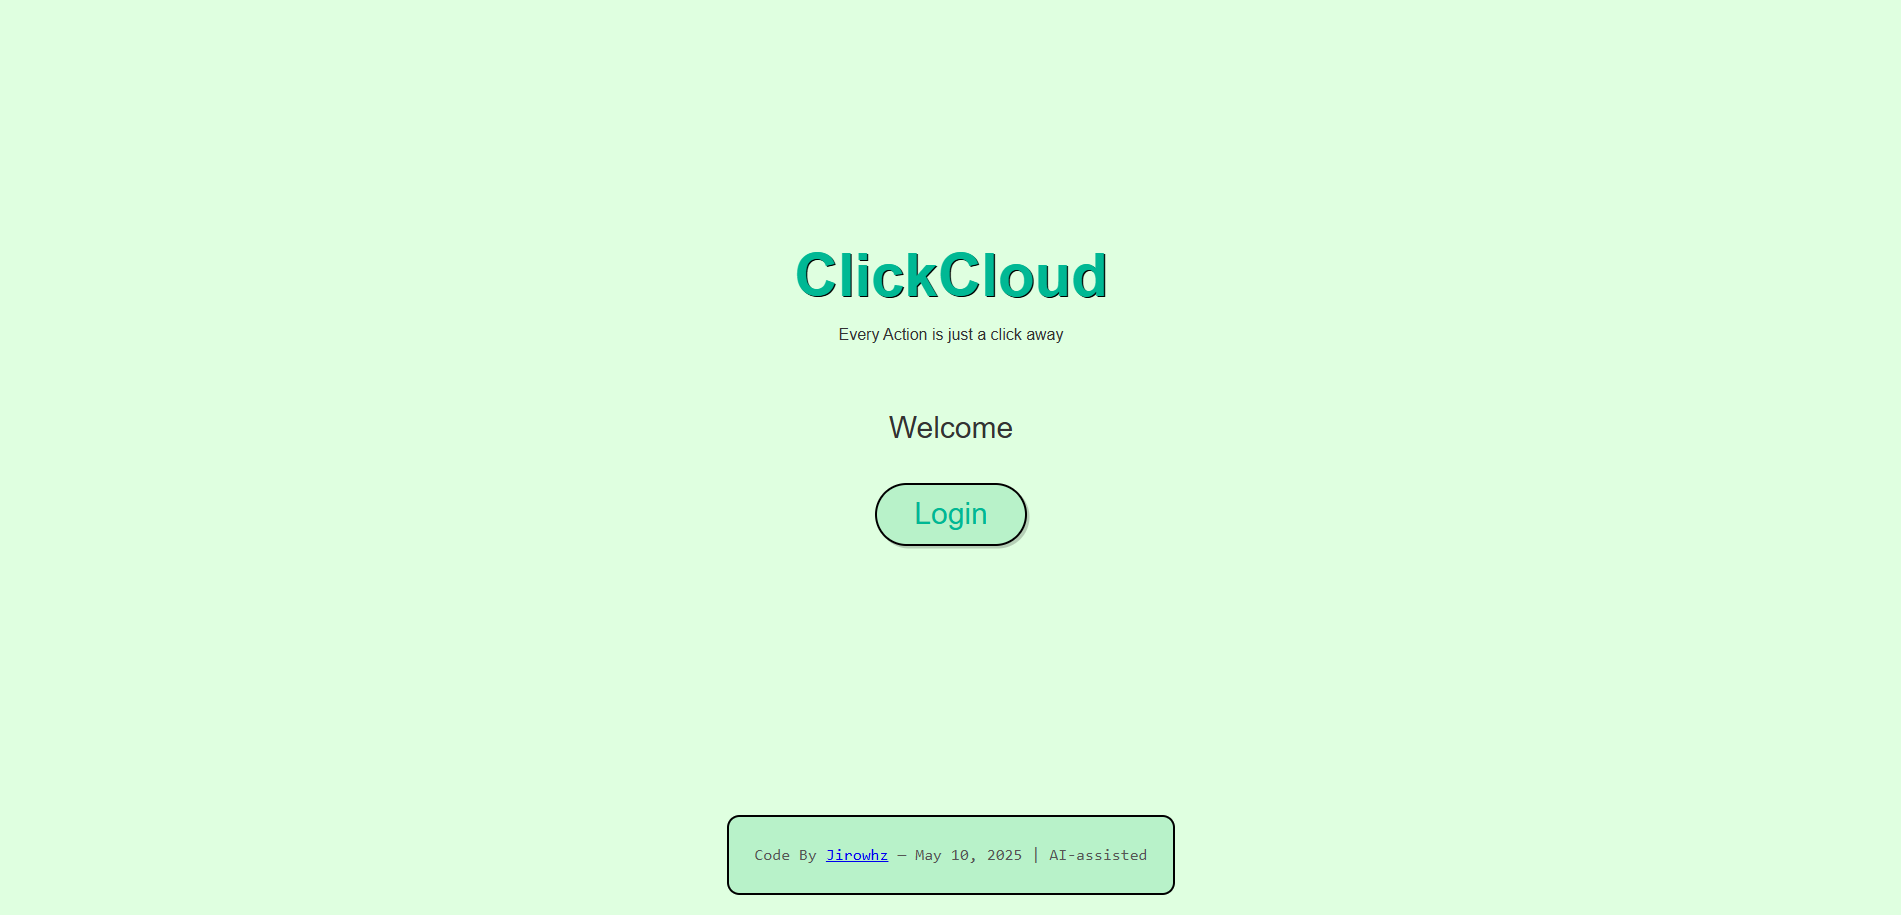 ClickCloud
Every Action is just a click away
Welcome
Login
Code By Jirowhz — May 10, 2025 | AI-assisted